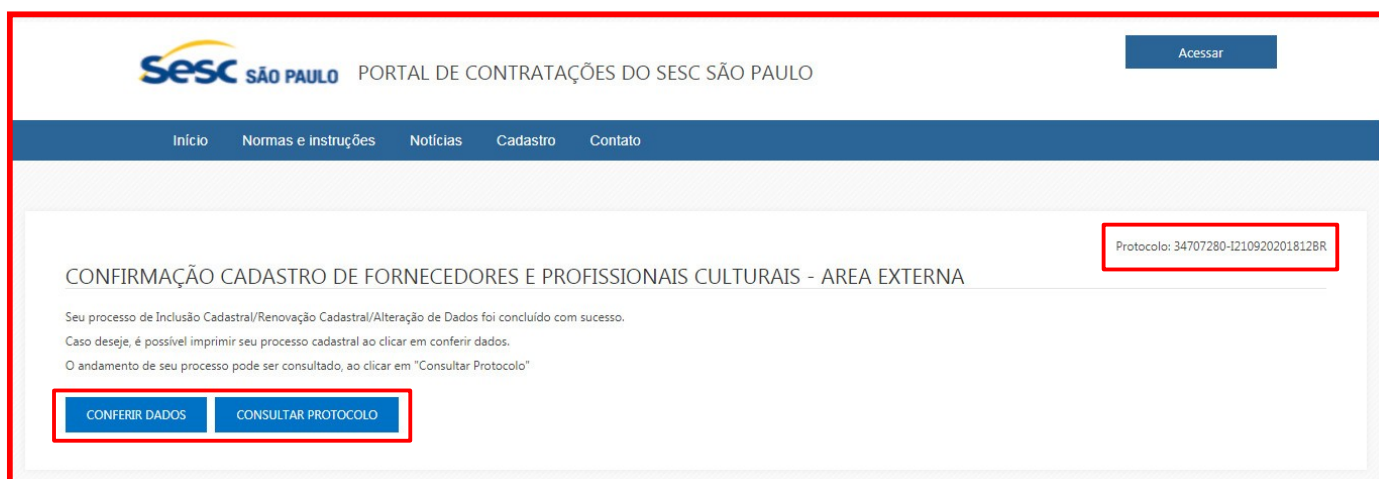 Sesc SÃO PAULO PORTAL DE CONTRATAÇÕES DO SESC SÃO PAULO
Acessar
Início Normas e instruções Notícias Cadastro Contato
Protocolo: 34707280-I210920201812BR
CONFIRMAÇÃO CADASTRO DE FORNECEDORES E PROFISSIONAIS CULTURAIS - AREA EXTERNA
Seu processo de Inclusão Cadastral/Renovação Cadastral/Alteração de Dados foi concluído com sucesso.
Caso deseje, é possível imprimir seu processo cadastral ao clicar em conferir dados.
O andamento de seu processo pode ser consultado, ao clicar em "Consultar Protocolo"
CONFERIR DADOS CONSULTAR PROTOCOLO